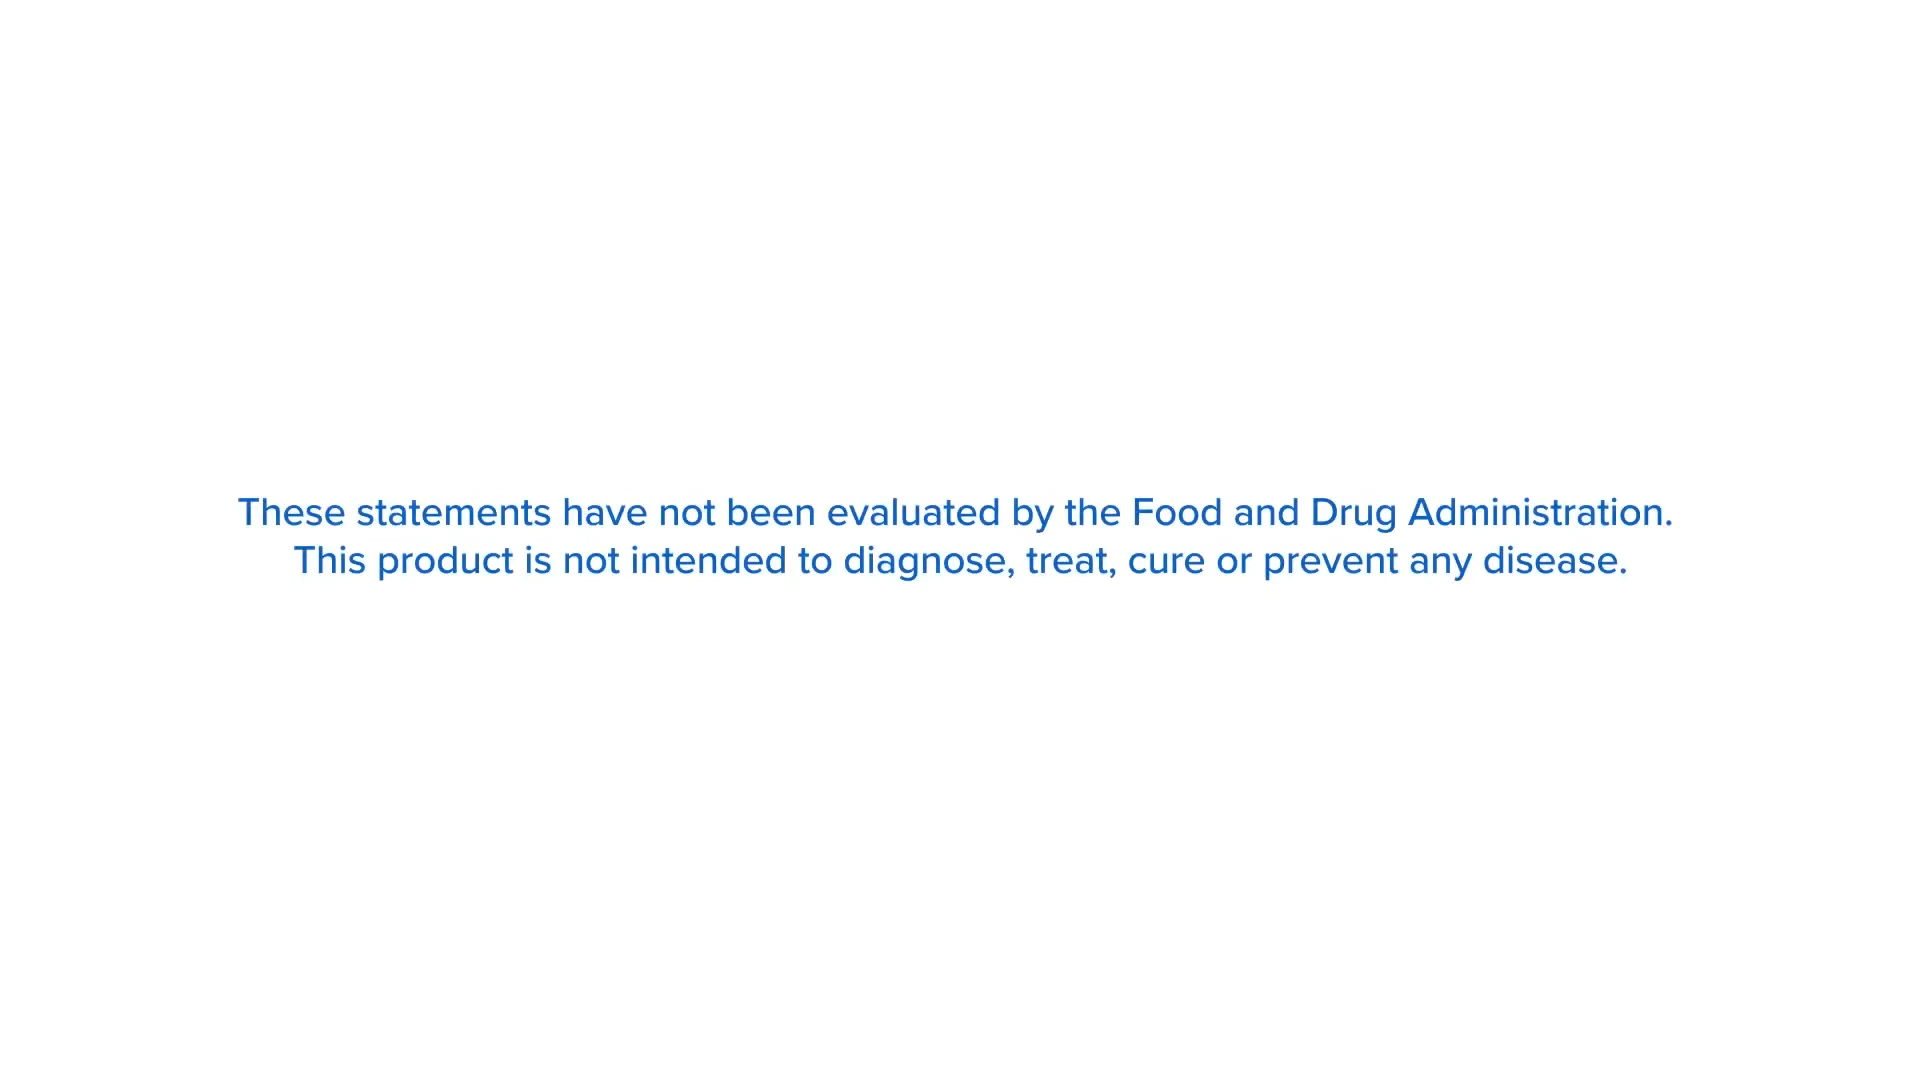 These statements have not been evaluated by the Food and Drug Administration.
This product is not intended to diagnose, treat, cure or prevent any disease.